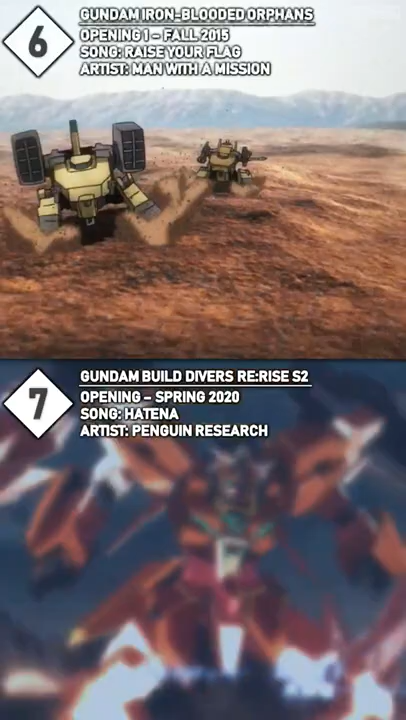 6
GUNDAM IRON-BLOODED ORPHANS
OPENING 1 - FALL 2015
SONG: RAISE YOUR FLAG
ARTIST: MAN WITH A MISSION
7
GUNDAM BUILD DIVERS RE:RISE S2
OPENING - SPRING 2020
SONG: HATENA
ARTIST: PENGUIN RESEARCH